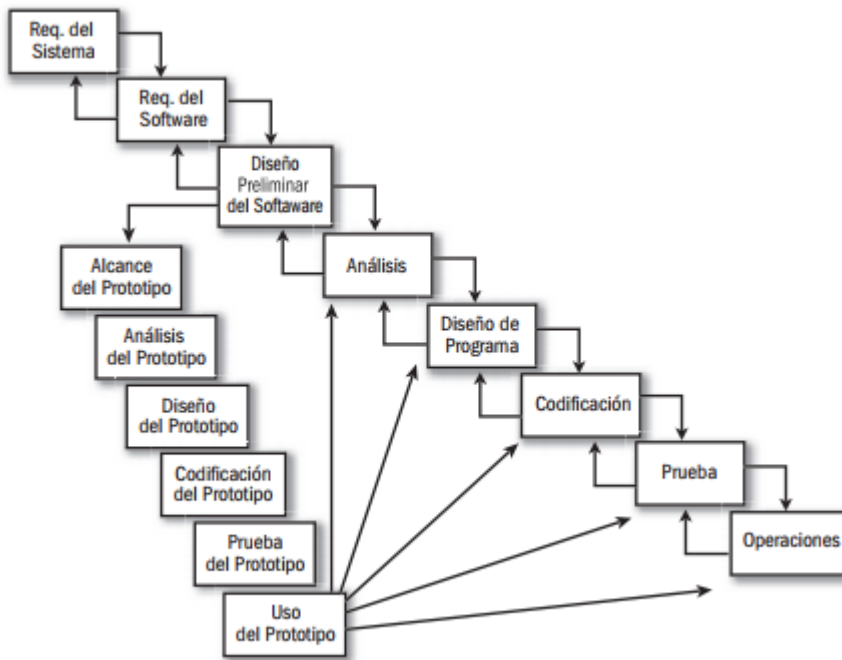 Req. del
Sistema
Req. del
Software
Diseño
Preliminar
del Softaware
Análisis
Diseño de
Programa
Codificación
Prueba
Operaciones
Alcance
del Prototipo
Análisis
del Prototipo
Diseño
del Prototipo
Codificación
del Prototipo
Prueba
del Prototipo
Uso
del Prototipo